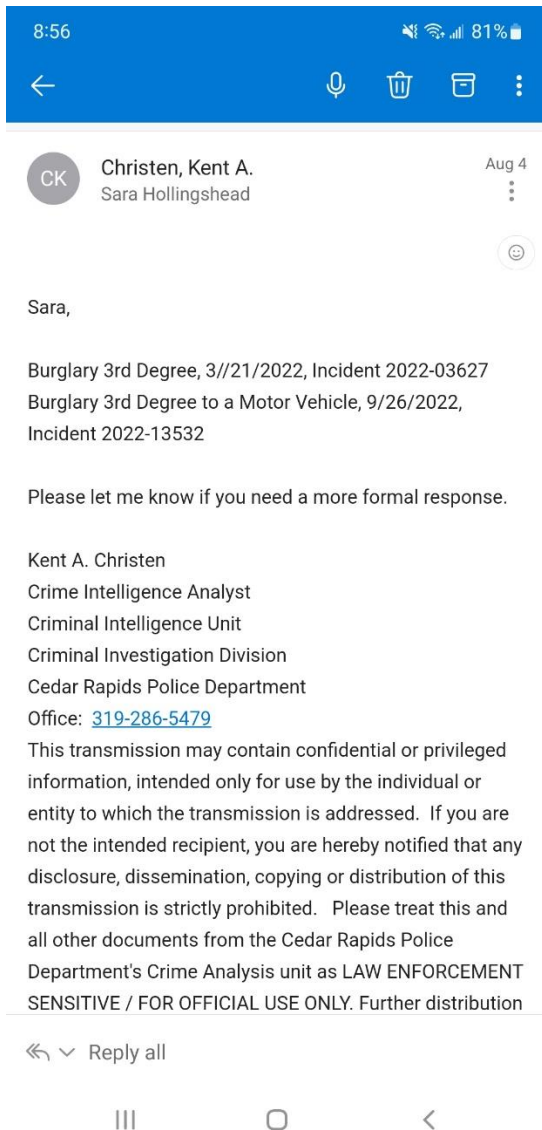 8:56 81%
CK Christen, Kent A. Aug 4
Sara Hollingshead
Sara,
Burglary 3rd Degree, 3//21/2022, Incident 2022-03627
Burglary 3rd Degree to a Motor Vehicle, 9/26/2022,
Incident 2022-13532
Please let me know if you need a more formal response.
Kent A. Christen
Crime Intelligence Analyst
Criminal Intelligence Unit
Criminal Investigation Division
Cedar Rapids Police Department
Office: 319-286-5479
This transmission may contain confidential or privileged
information, intended only for use by the individual or
entity to which the transmission is addressed. If you are
not the intended recipient, you are hereby notified that any
disclosure, dissemination, copying or distribution of this
transmission is strictly prohibited. Please treat this and
all other documents from the Cedar Rapids Police
Department's Crime Analysis unit as LAW ENFORCEMENT
SENSITIVE / FOR OFFICIAL USE ONLY. Further distribution
Reply all